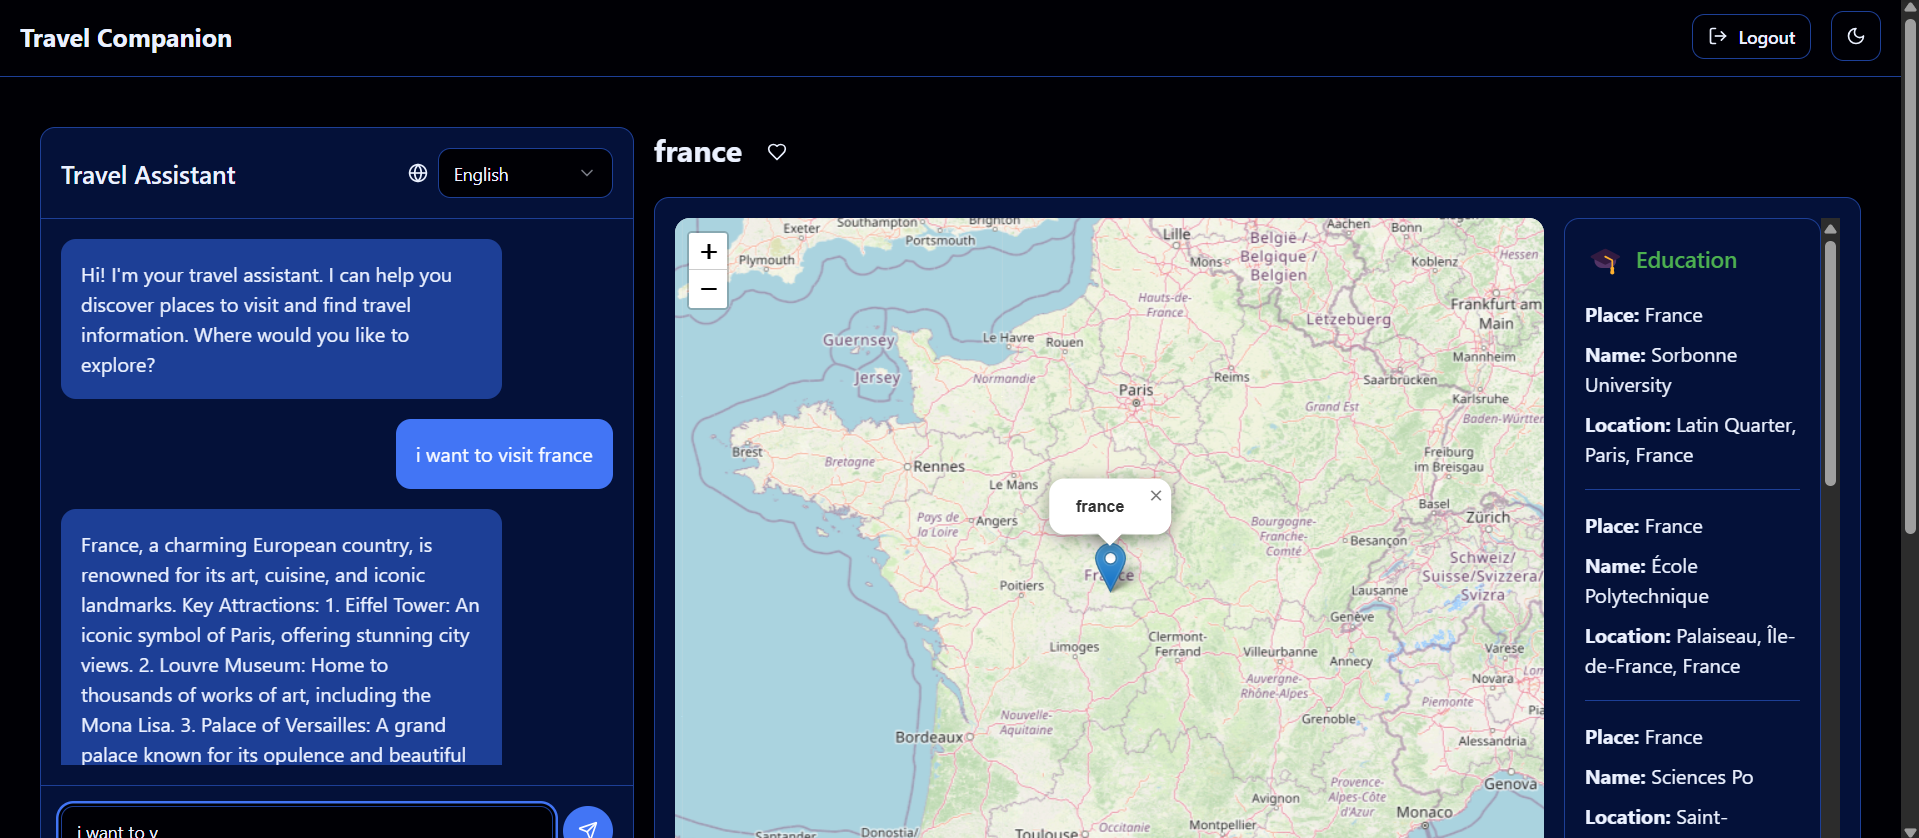 Travel Companion
Logout
Travel Assistant
English
Hi! I'm your travel assistant. I can help you
discover places to visit and find travel
information. Where would you like to
explore?
i want to visit france
France, a charming European country, is
renowned for its art, cuisine, and iconic
landmarks. Key Attractions: 1. Eiffel Tower: An
iconic symbol of Paris, offering stunning city
views. 2. Louvre Museum: Home to
thousands of works of art, including the
Mona Lisa. 3. Palace of Versailles: A grand
palace known for its opulence and beautiful
i want to v
france
+
−
Exeter
Southampton
Brighton
Portsmouth
Plymouth
Lille
Mons
België /
Belgique /
Belgien
Aachen
Bonn
Koblenz
Hessen
Frankfurt am
Main
Hauts-de-
France
Lëtzebuerg
Guernsey
Le Havre
Rouen
Mannheim
Jersey
Normandie
Paris
Reims
Saarbrücken
Karlsruhe
Grand Est
Baden-Württem
Brest
Bretagne
Rennes
Le Mans
Freiburg
im Breisgau
france
Pays de
la Loire
Angers
Bourgogne-
Franche-
Comté
Besançon
Basel
Zürich
Schweiz/
Suisse/Svizzera/
Svizra
France
Poitiers
Lausanne
Genève
Limoges
Clermont-
Ferrand
Villeurbanne
Annecy
Varese
Novara
Auvergne-
Rhône-Alpes
Piemonte
Nouvelle-
Aquitaine
Grenoble
Bordeaux
Alessandria
Genova
Provence-
Alpes-Côte
d'Azur
Avignon
Monaco
Montpellier
Occitanie
Toulouse
Santander
Donostia/
Education
Place: France
Name: Sorbonne
University
Location: Latin Quarter,
Paris, France
Place: France
Name: École
Polytechnique
Location: Palaiseau, Île-
de-France, France
Place: France
Name: Sciences Po
Location: Saint-